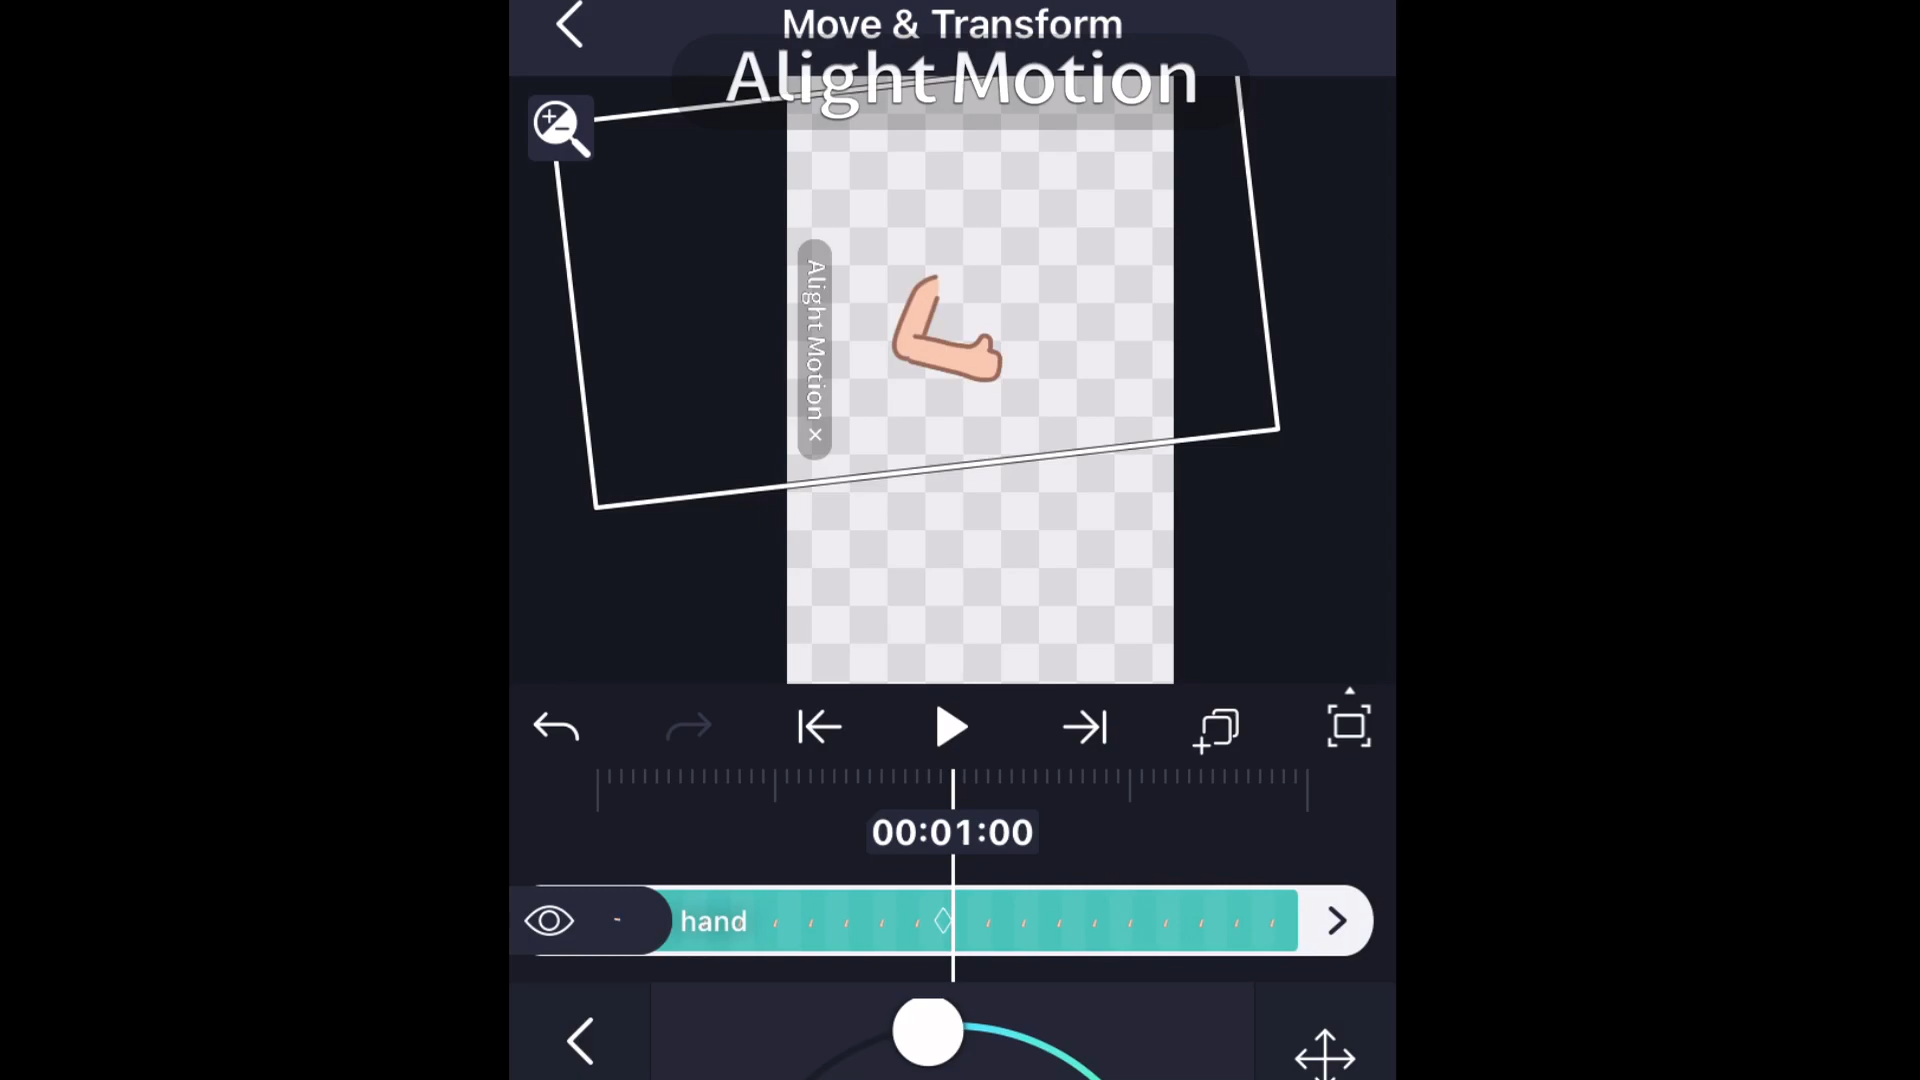 Move & Transform
Alight Motion
Alight Motion ×
00:01:00
hand